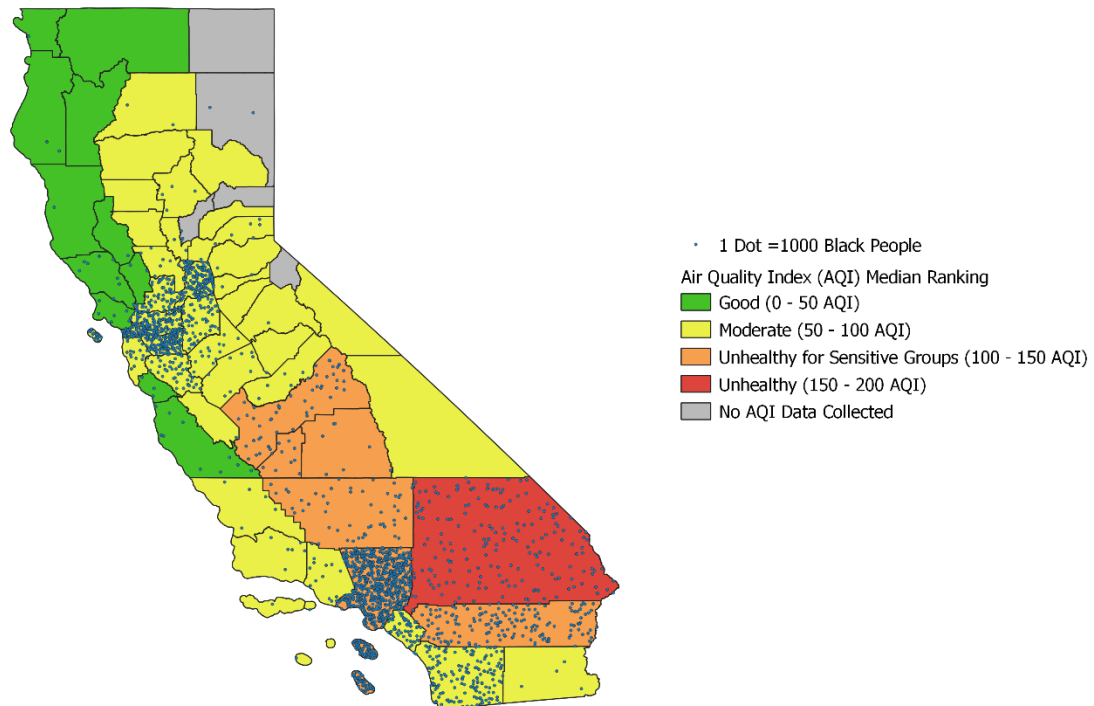 1 Dot =1000 Black People
Air Quality Index (AQI) Median Ranking
Good (0 - 50 AQI)
Moderate (50 - 100 AQI)
Unhealthy for Sensitive Groups (100 - 150 AQI)
Unhealthy (150 - 200 AQI)
No AQI Data Collected